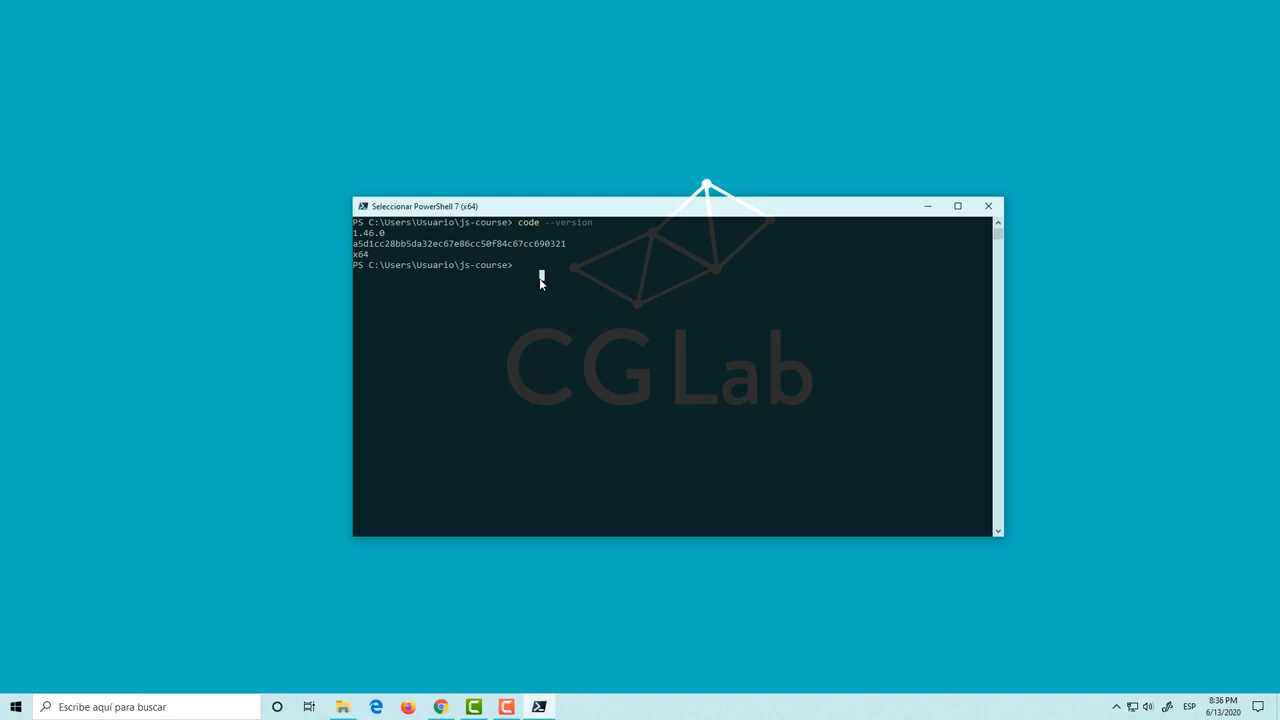 Seleccionar PowerShell 7 (x64)
PS C:\Users\Usuario\js-course> code --version
1.46.0
a5d1cc28bb5da32ec67e86cc50f84c67cc690321
x64
PS C:\Users\Usuario\js-course>
CGLab
Escribe aquí para buscar
ESP
8:36 PM
6/13/2020